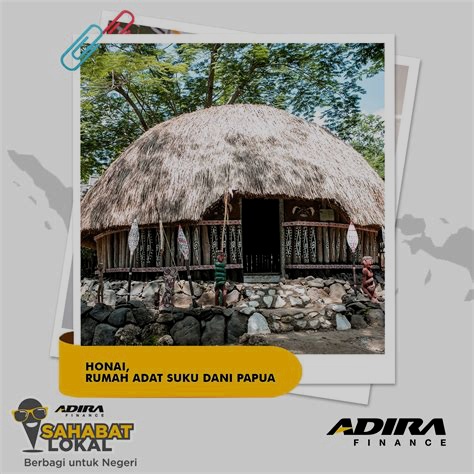 HONAI,
RUMAH ADAT SUKU DANI PAPUA
ADIRA
FINANCE
SAHABAT
LOKAL
Berbagi untuk Negeri
ADIRA
FINANCE